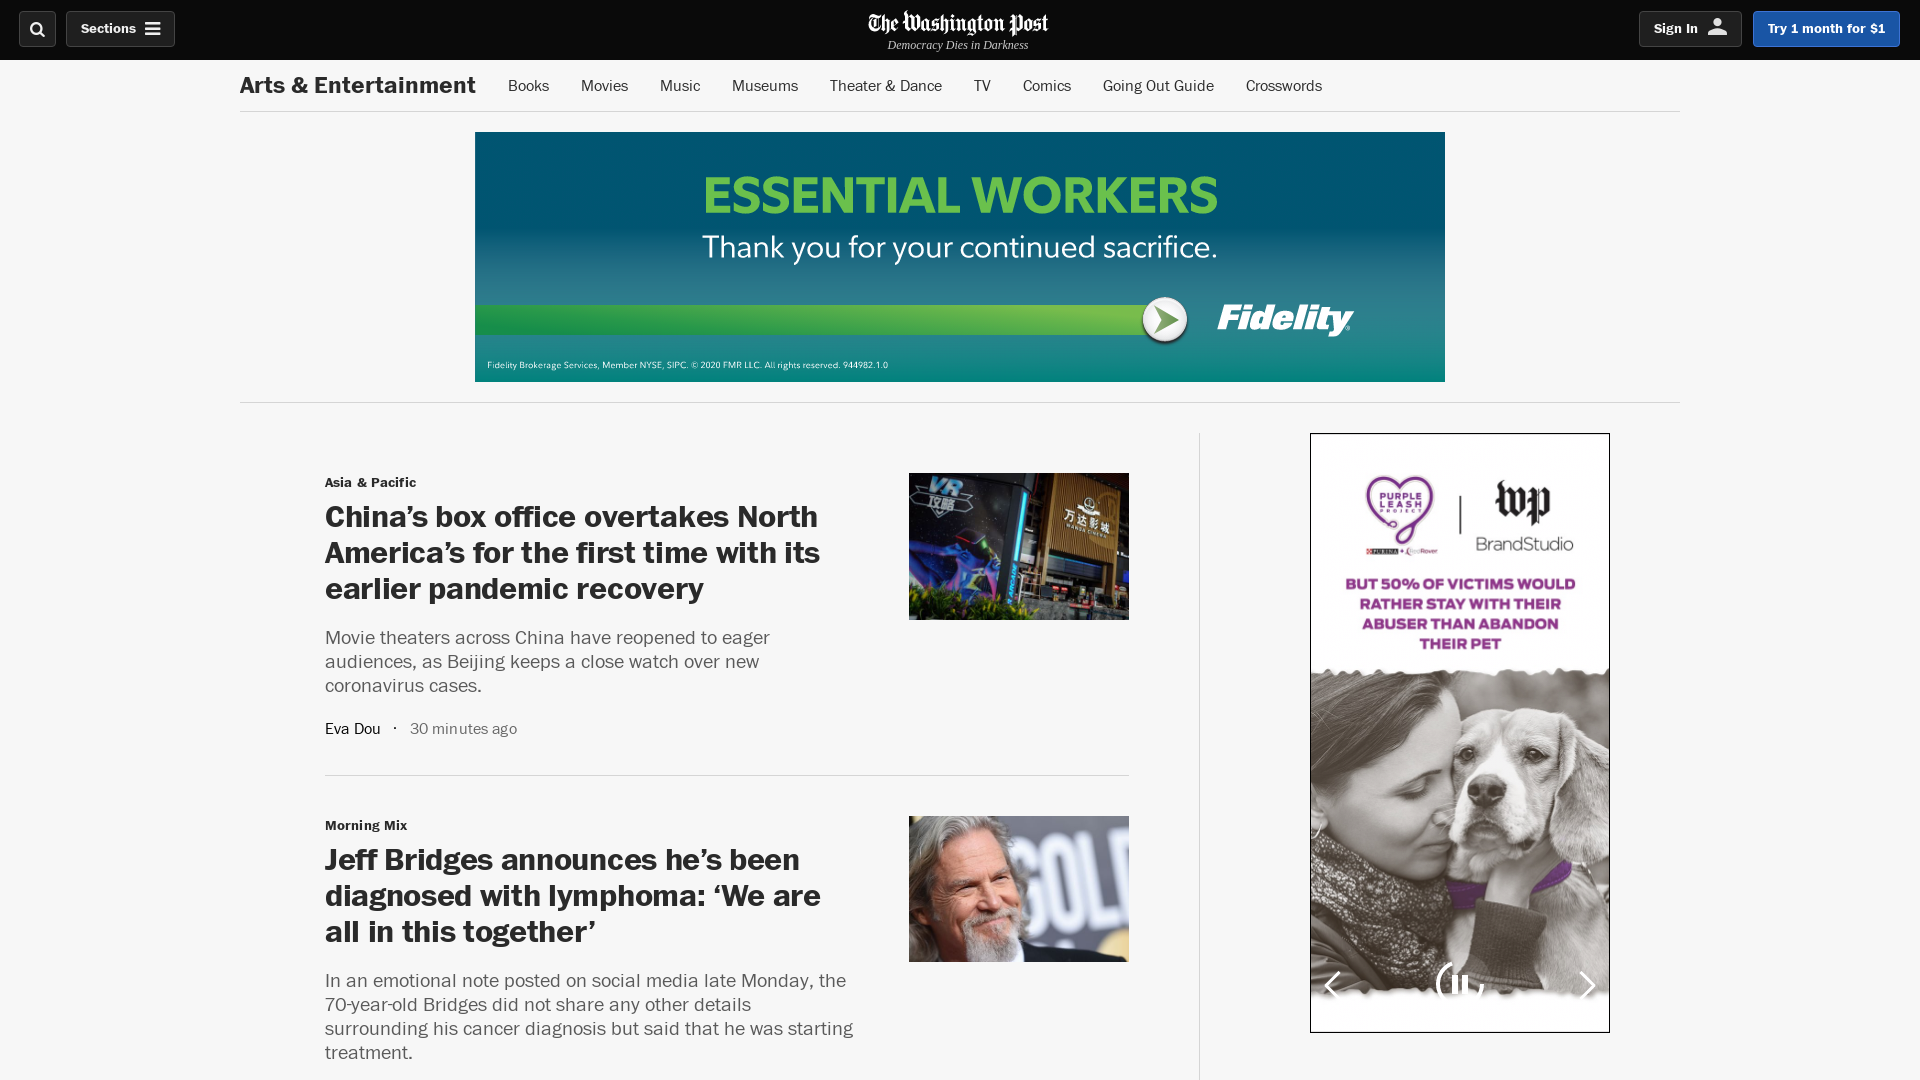 Sections
The Washington Post
Democracy Dies in Darkness
Sign In
Try 1 month for $1
Arts & Entertainment
Books
Movies
Music
Museums
Theater & Dance
TV
Comics
Going Out Guide
Crosswords
ESSENTIAL WORKERS
Thank you for your continued sacrifice.
Fidelity
Fidelity Brokerage Services, Member NYSE, SIPC. © 2020 FMR LLC. All rights reserved. 944982.1.0
Asia & Pacific
China’s box office overtakes North
America’s for the first time with its
earlier pandemic recovery
Movie theaters across China have reopened to eager
audiences, as Beijing keeps a close watch over new
coronavirus cases.
Eva Dou · 30 minutes ago
VR
攻略
万达影城
WANDA CINEMAS
ARCADE
Morning Mix
Jeff Bridges announces he’s been
diagnosed with lymphoma: ‘We are
all in this together’
In an emotional note posted on social media late Monday, the
70-year-old Bridges did not share any other details
surrounding his cancer diagnosis but said that he was starting
treatment.
GOLD
PURPLE
LEASH
PROJECT
PURINA + RedRover
wp
BrandStudio
BUT 50% OF VICTIMS WOULD
RATHER STAY WITH THEIR
ABUSER THAN ABANDON
THEIR PET